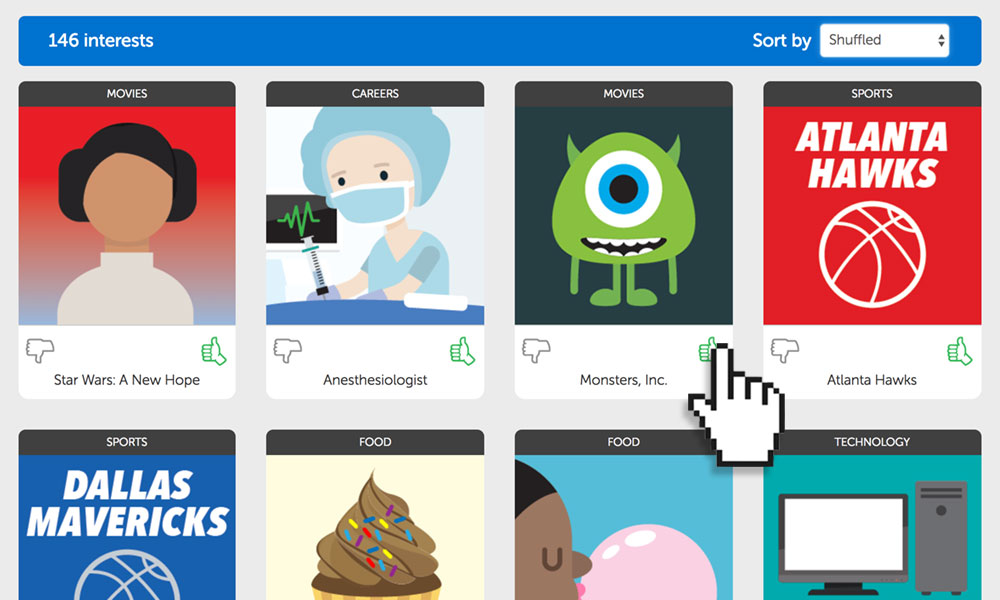 146 interests
Sort by
Shuffled
MOVIES
CAREERS
MOVIES
SPORTS
ATLANTA
HAWKS
Star Wars: A New Hope
Anesthesiologist
Monsters, Inc.
Atlanta Hawks
SPORTS
FOOD
FOOD
TECHNOLOGY
DALLAS
MAVERICKS